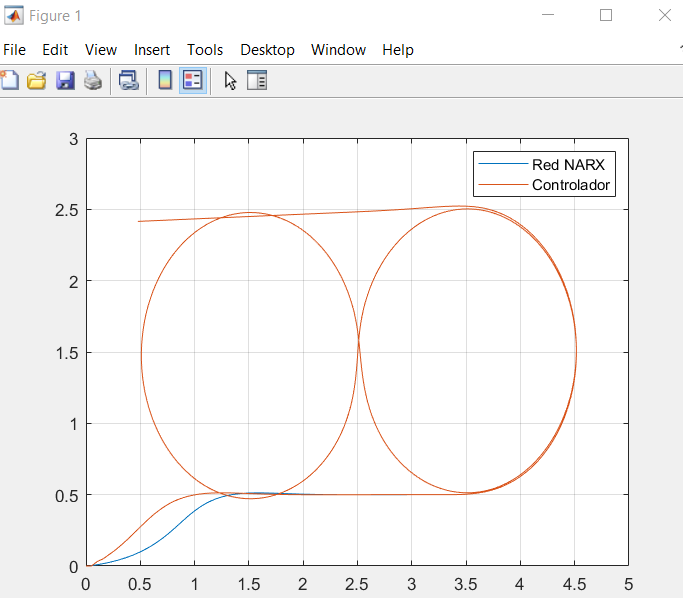 Figure 1
File Edit View Insert Tools Desktop Window Help
Red NARX
Controlador
3
2.5
2
1.5
1
0.5
0
0 0.5 1 1.5 2 2.5 3 3.5 4 4.5 5